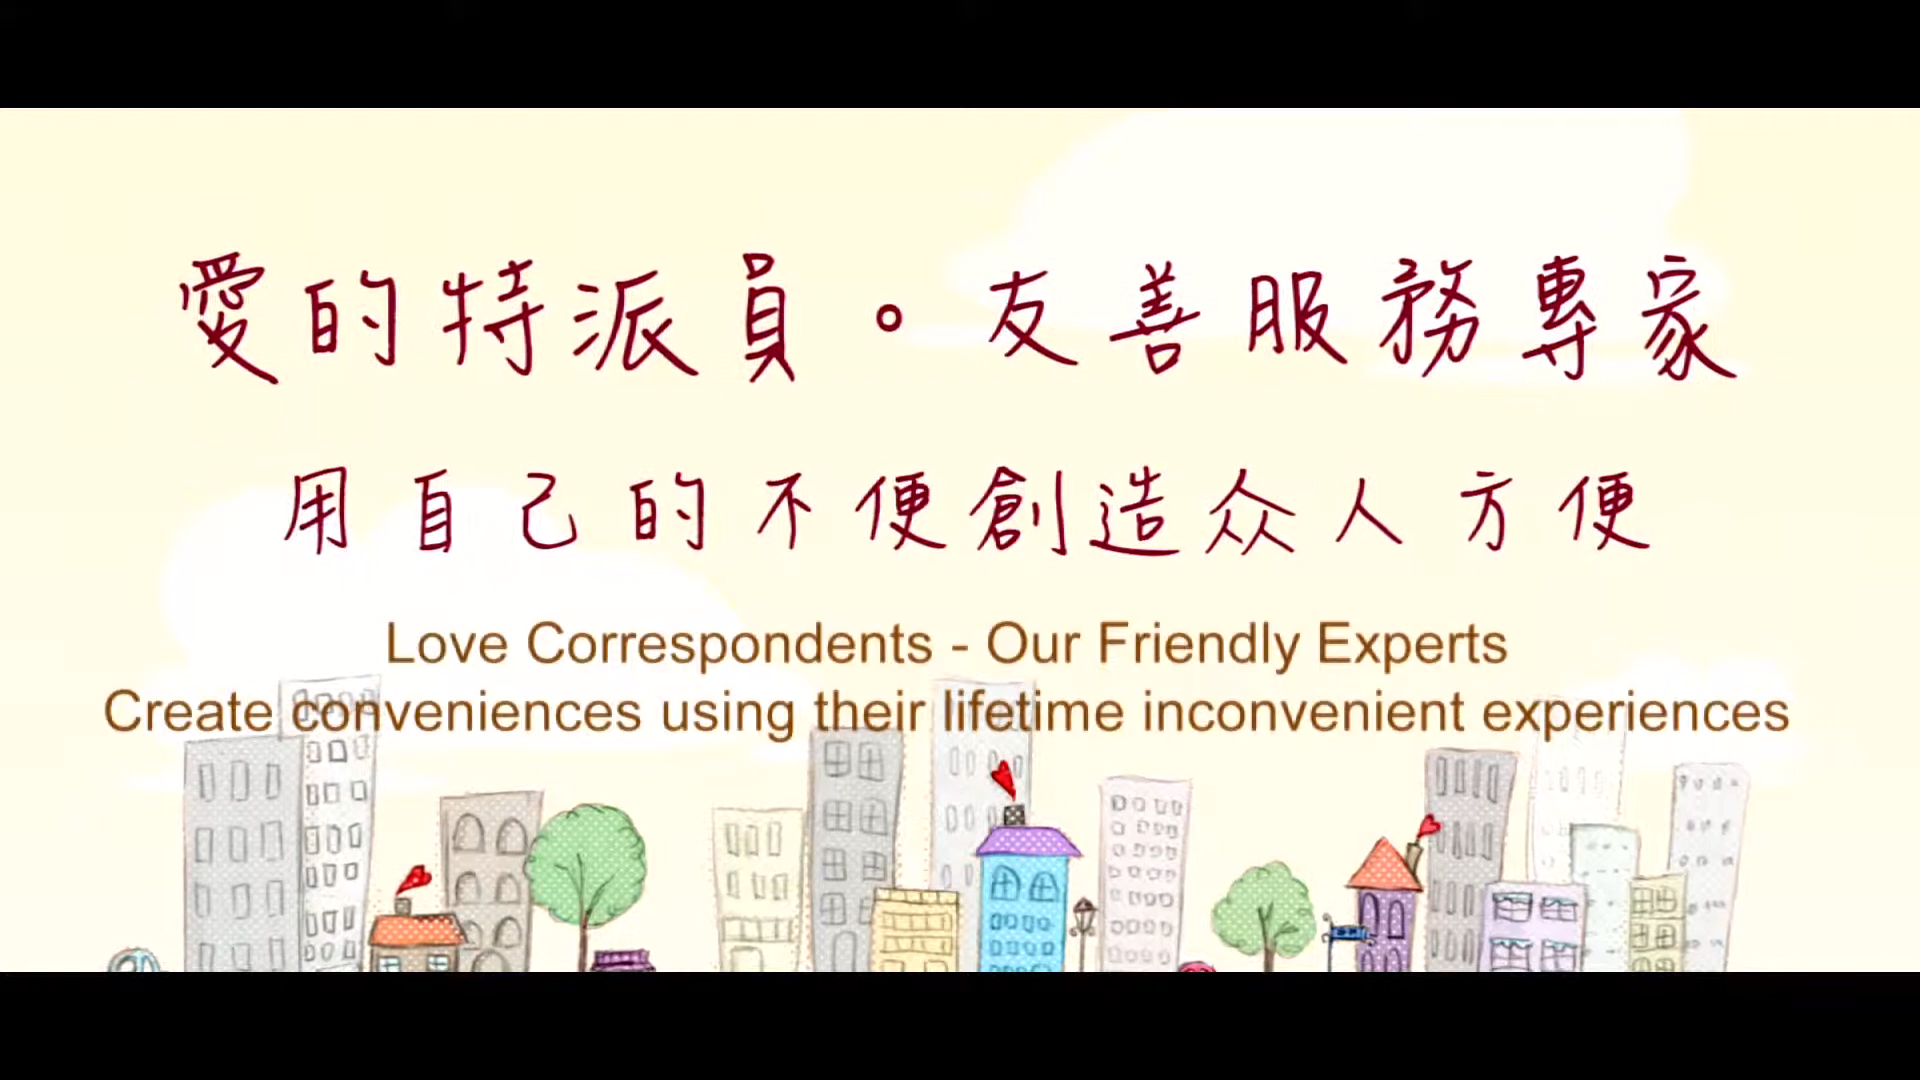 愛的特派員。友善服務專家
用自己的不便創造众人方便
Love Correspondents - Our Friendly Experts
Create conveniences using their lifetime inconvenient experiences